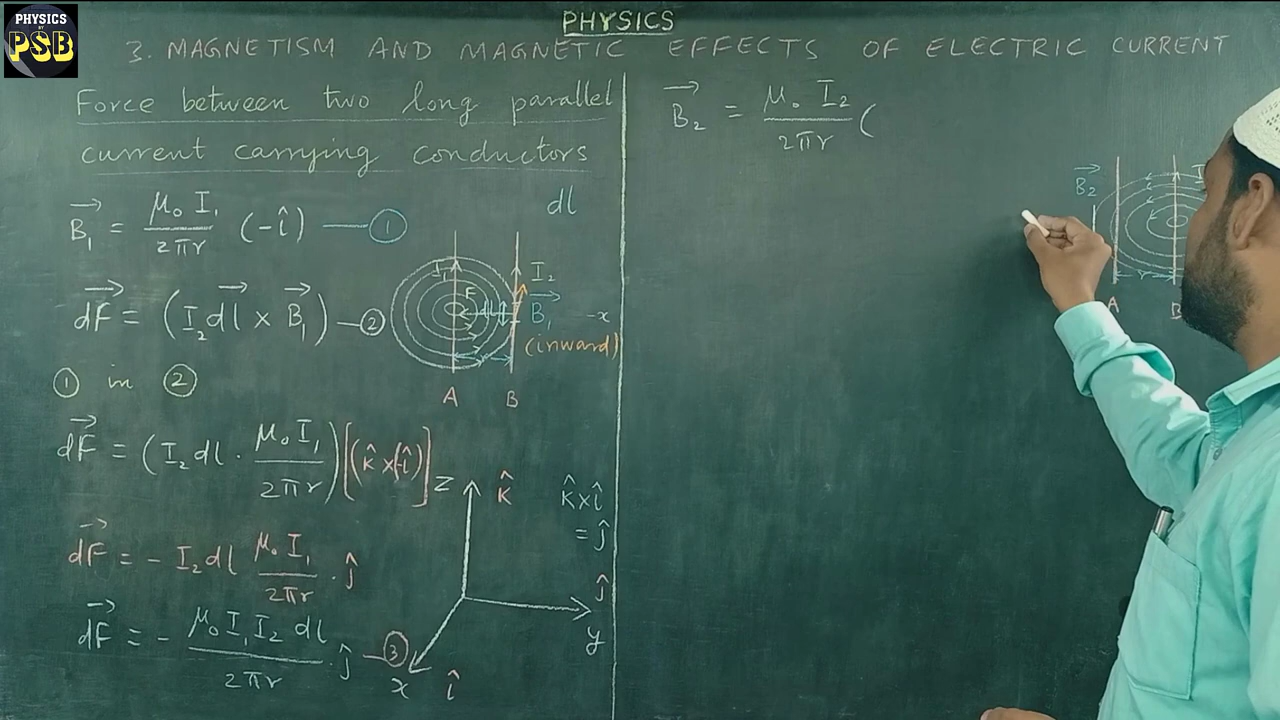 PHYSICS
BY
PSB
PHYSICS
3. MAGNETISM AND MAGNETIC EFFECTS OF ELECTRIC CURRENT
Force between two long parallel
current carrying conductors
B₁→ = μ₀ I₁ / 2πr (-î) — ①
dl
dF→ = (I₂ dl→ × B₁→) — ②
I₁
I₂
F
dl
B₁→
-x
(inward)
r
A
B
① in ②
dF→ = (I₂ dl . μ₀ I₁ / 2πr) [(k̂ × (-î)]
dF→ = - I₂ dl μ₀ I₁ / 2πr . ĵ
dF→ = - μ₀ I₁ I₂ dl / 2πr . ĵ — ③
z
k̂
k̂ × î
= ĵ
ĵ
y
x
î
B₂→ = μ₀ I₂ / 2πr (
B₂→
r
A
B